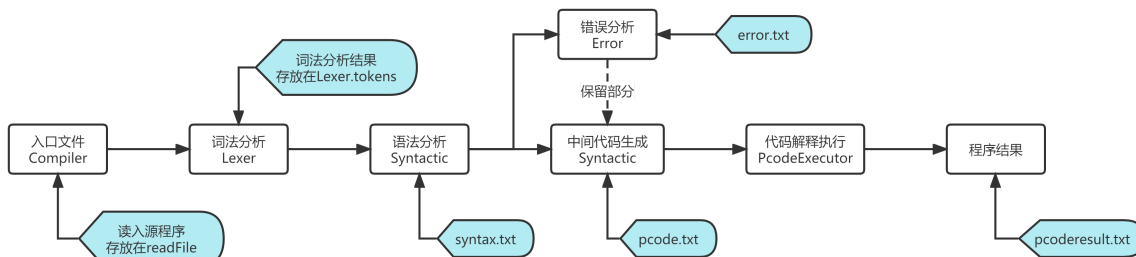 错误分析
Error
error.txt
词法分析结果
存放在Lexer.tokens
保留部分
入口文件
Compiler
词法分析
Lexer
语法分析
Syntactic
中间代码生成
Syntactic
代码解释执行
PcodeExecutor
程序结果
读入源程序
存放在readFile
syntax.txt
pcode.txt
pcoderesult.txt